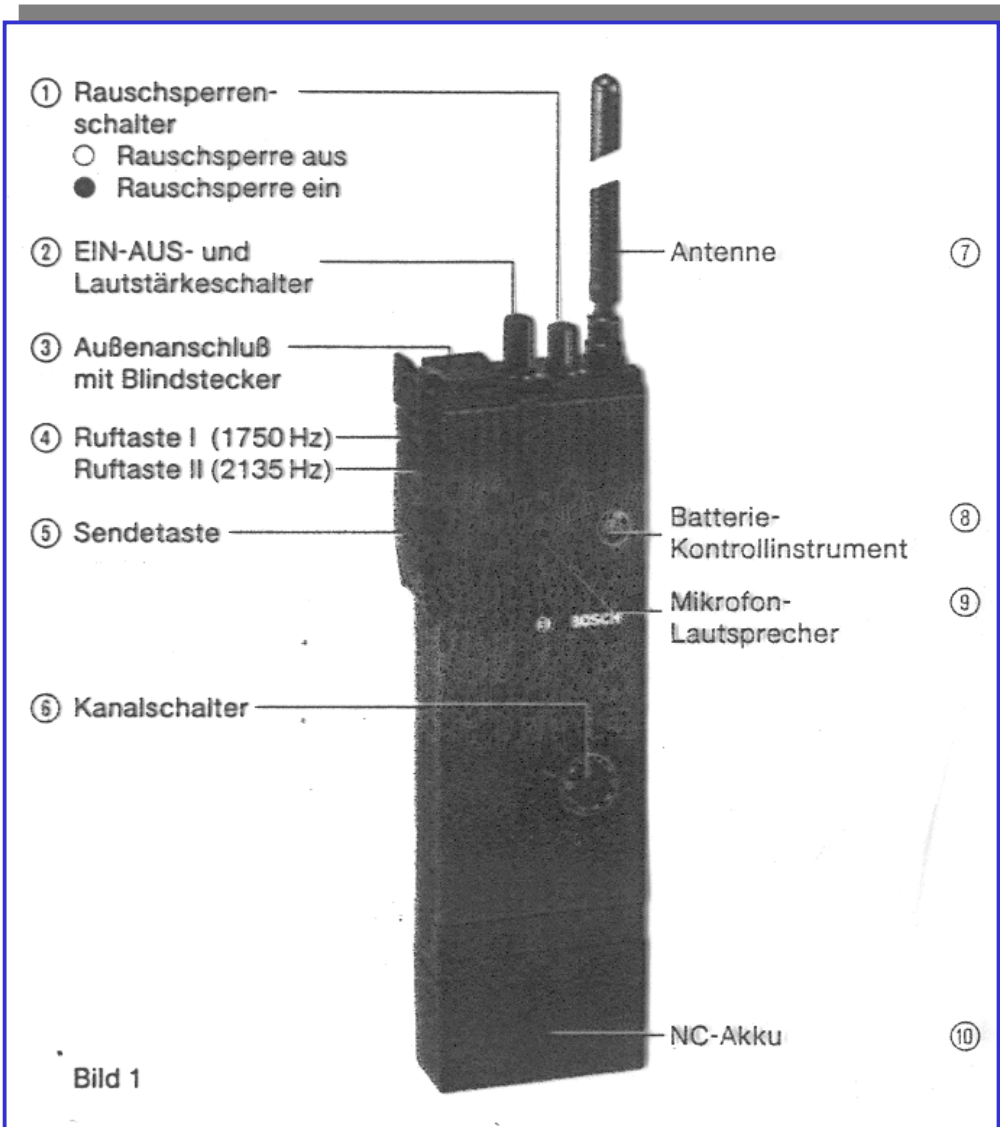 ① Rauschsperren-
schalter
○ Rauschsperre aus
● Rauschsperre ein
② EIN-AUS- und
Lautstärkeschalter
③ Außenanschluß
mit Blindstecker
④ Ruftaste I (1750 Hz)
Ruftaste II (2135 Hz)
⑤ Sendetaste
⑥ Kanalschalter
Antenne ⑦
Batterie- ⑧
Kontrollinstrument
Mikrofon- ⑨
Lautsprecher
BOSCH
NC-Akku ⑩
Bild 1